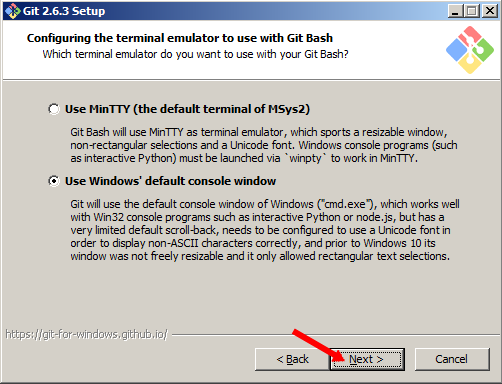 Git 2.6.3 Setup
Configuring the terminal emulator to use with Git Bash
Which terminal emulator do you want to use with your Git Bash?
Use MinTTY (the default terminal of MSys2)
Git Bash will use MinTTY as terminal emulator, which sports a resizable window,
non-rectangular selections and a Unicode font. Windows console programs (such
as interactive Python) must be launched via `winpty` to work in MinTTY.
Use Windows' default console window
Git will use the default console window of Windows ("cmd.exe"), which works well
with Win32 console programs such as interactive Python or node.js, but has a
very limited default scroll-back, needs to be configured to use a Unicode font in
order to display non-ASCII characters correctly, and prior to Windows 10 its
window was not freely resizable and it only allowed rectangular text selections.
https://git-for-windows.github.io/
< Back
Next >
Cancel